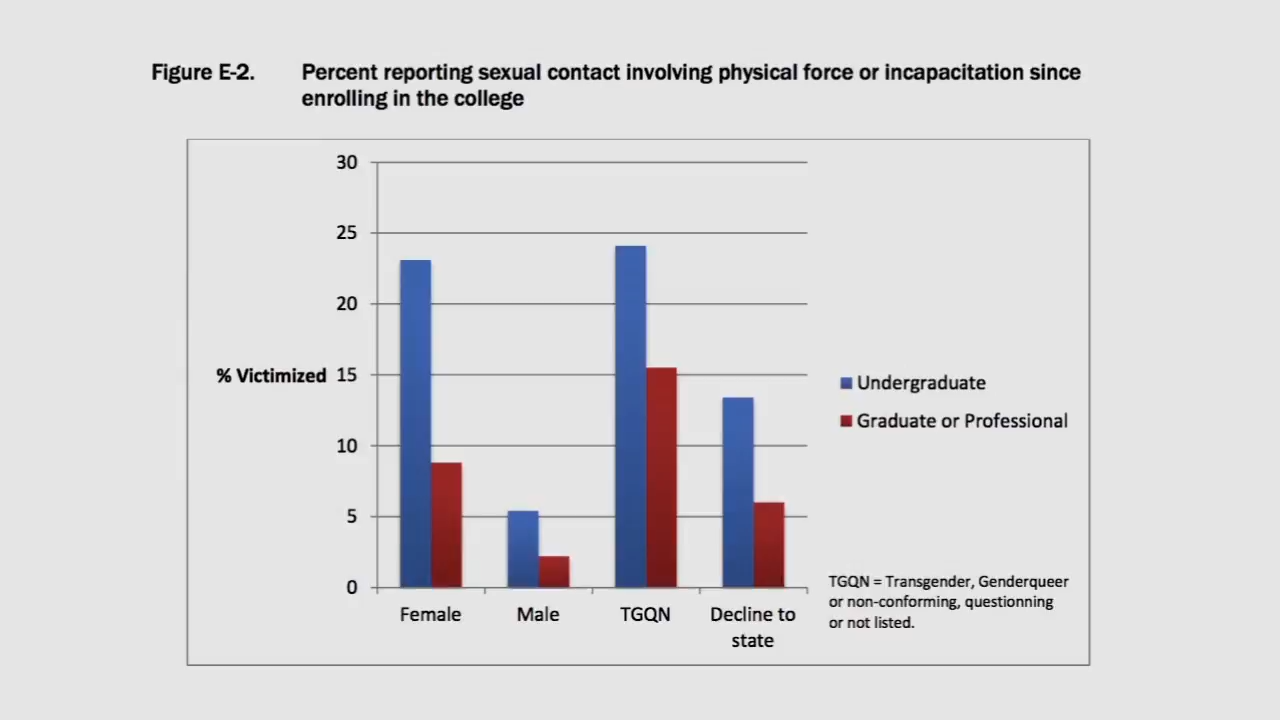 Figure E-2. Percent reporting sexual contact involving physical force or incapacitation since
enrolling in the college
30
25
20
% Victimized 15
10
5
0
Female Male TGQN Decline to
state
Undergraduate
Graduate or Professional
TGQN = Transgender, Genderqueer
or non-conforming, questionning
or not listed.